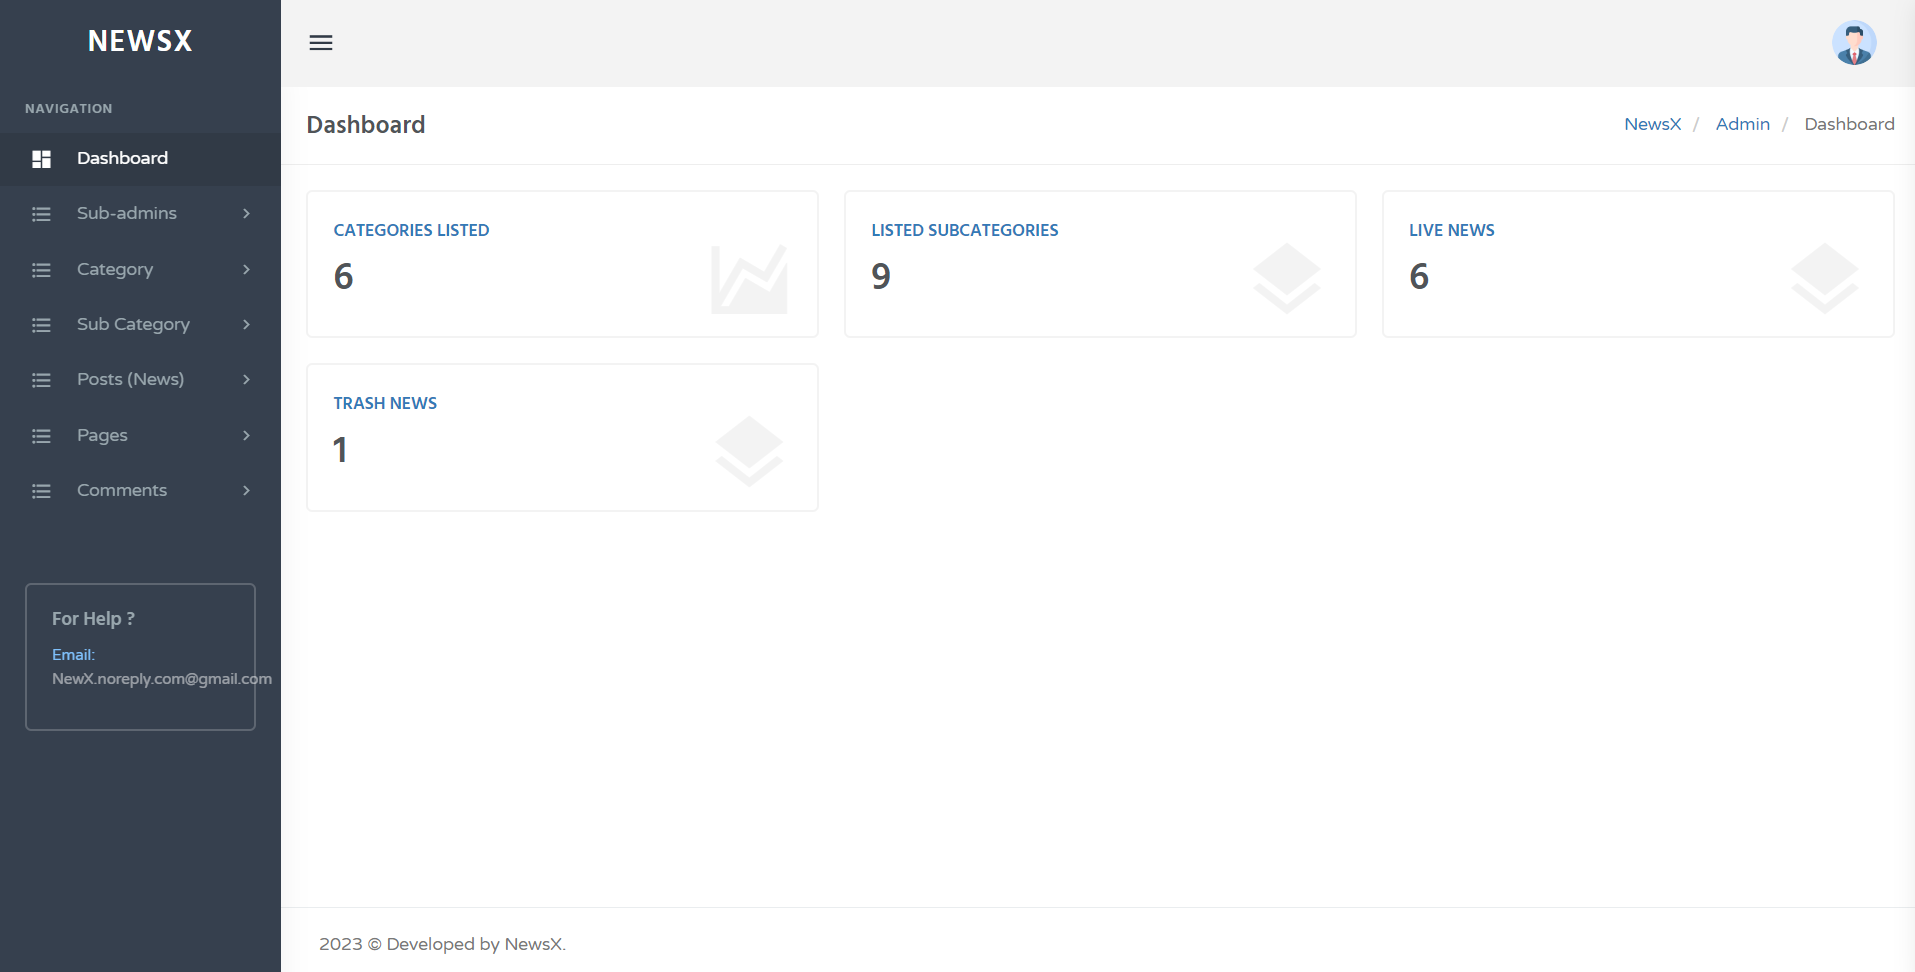 NEWSX
NAVIGATION
Dashboard
Sub-admins
Category
Sub Category
Posts (News)
Pages
Comments
For Help ?
Email:
NewX.noreply.com@gmail.com
Dashboard
NewsX / Admin / Dashboard
CATEGORIES LISTED
6
LISTED SUBCATEGORIES
9
LIVE NEWS
6
TRASH NEWS
1
2023 © Developed by NewsX.